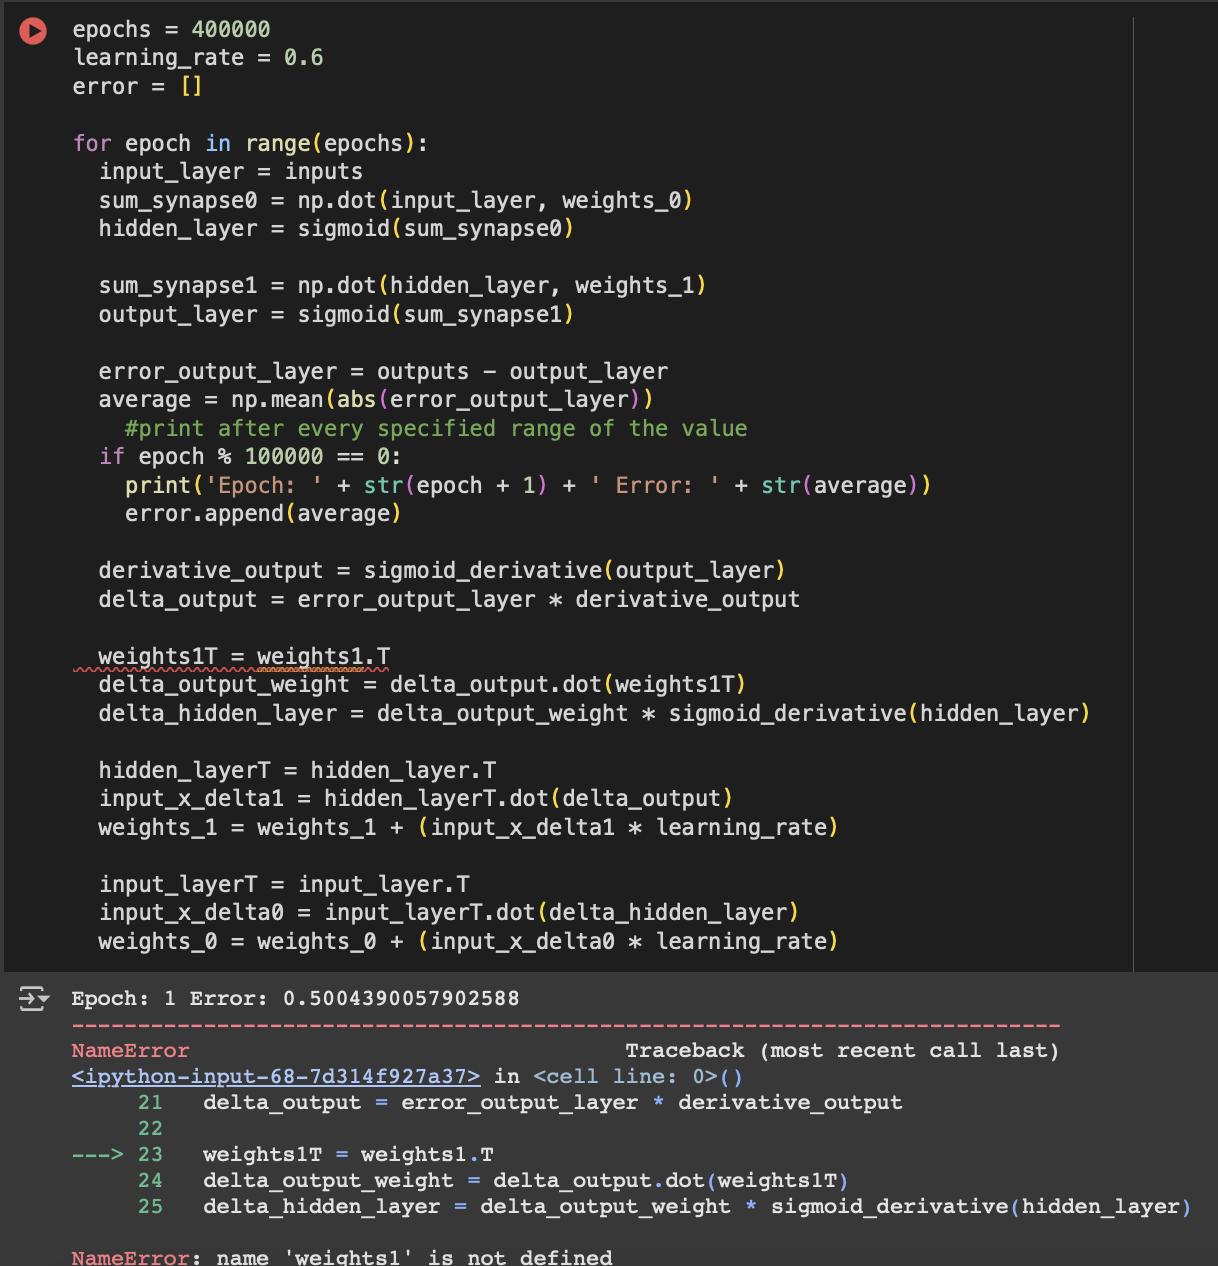 epochs = 400000
learning_rate = 0.6
error = []
for epoch in range(epochs):
input_layer = inputs
sum_synapse0 = np.dot(input_layer, weights_0)
hidden_layer = sigmoid(sum_synapse0)
sum_synapse1 = np.dot(hidden_layer, weights_1)
output_layer = sigmoid(sum_synapse1)
error_output_layer = outputs - output_layer
average = np.mean(abs(error_output_layer))
#print after every specified range of the value
if epoch % 100000 == 0:
print('Epoch: ' + str(epoch + 1) + ' Error: ' + str(average))
error.append(average)
derivative_output = sigmoid_derivative(output_layer)
delta_output = error_output_layer * derivative_output
weights1T = weights1.T
delta_output_weight = delta_output.dot(weights1T)
delta_hidden_layer = delta_output_weight * sigmoid_derivative(hidden_layer)
hidden_layerT = hidden_layer.T
input_x_delta1 = hidden_layerT.dot(delta_output)
weights_1 = weights_1 + (input_x_delta1 * learning_rate)
input_layerT = input_layer.T
input_x_delta0 = input_layerT.dot(delta_hidden_layer)
weights_0 = weights_0 + (input_x_delta0 * learning_rate)
Epoch: 1 Error: 0.5004390057902588
---------------------------------------------------------------------------
NameError Traceback (most recent call last)
<ipython-input-68-7d314f927a37> in <cell line: 0>()
21 delta_output = error_output_layer * derivative_output
22
---> 23 weights1T = weights1.T
24 delta_output_weight = delta_output.dot(weights1T)
25 delta_hidden_layer = delta_output_weight * sigmoid_derivative(hidden_layer)
NameError: name 'weights1' is not defined